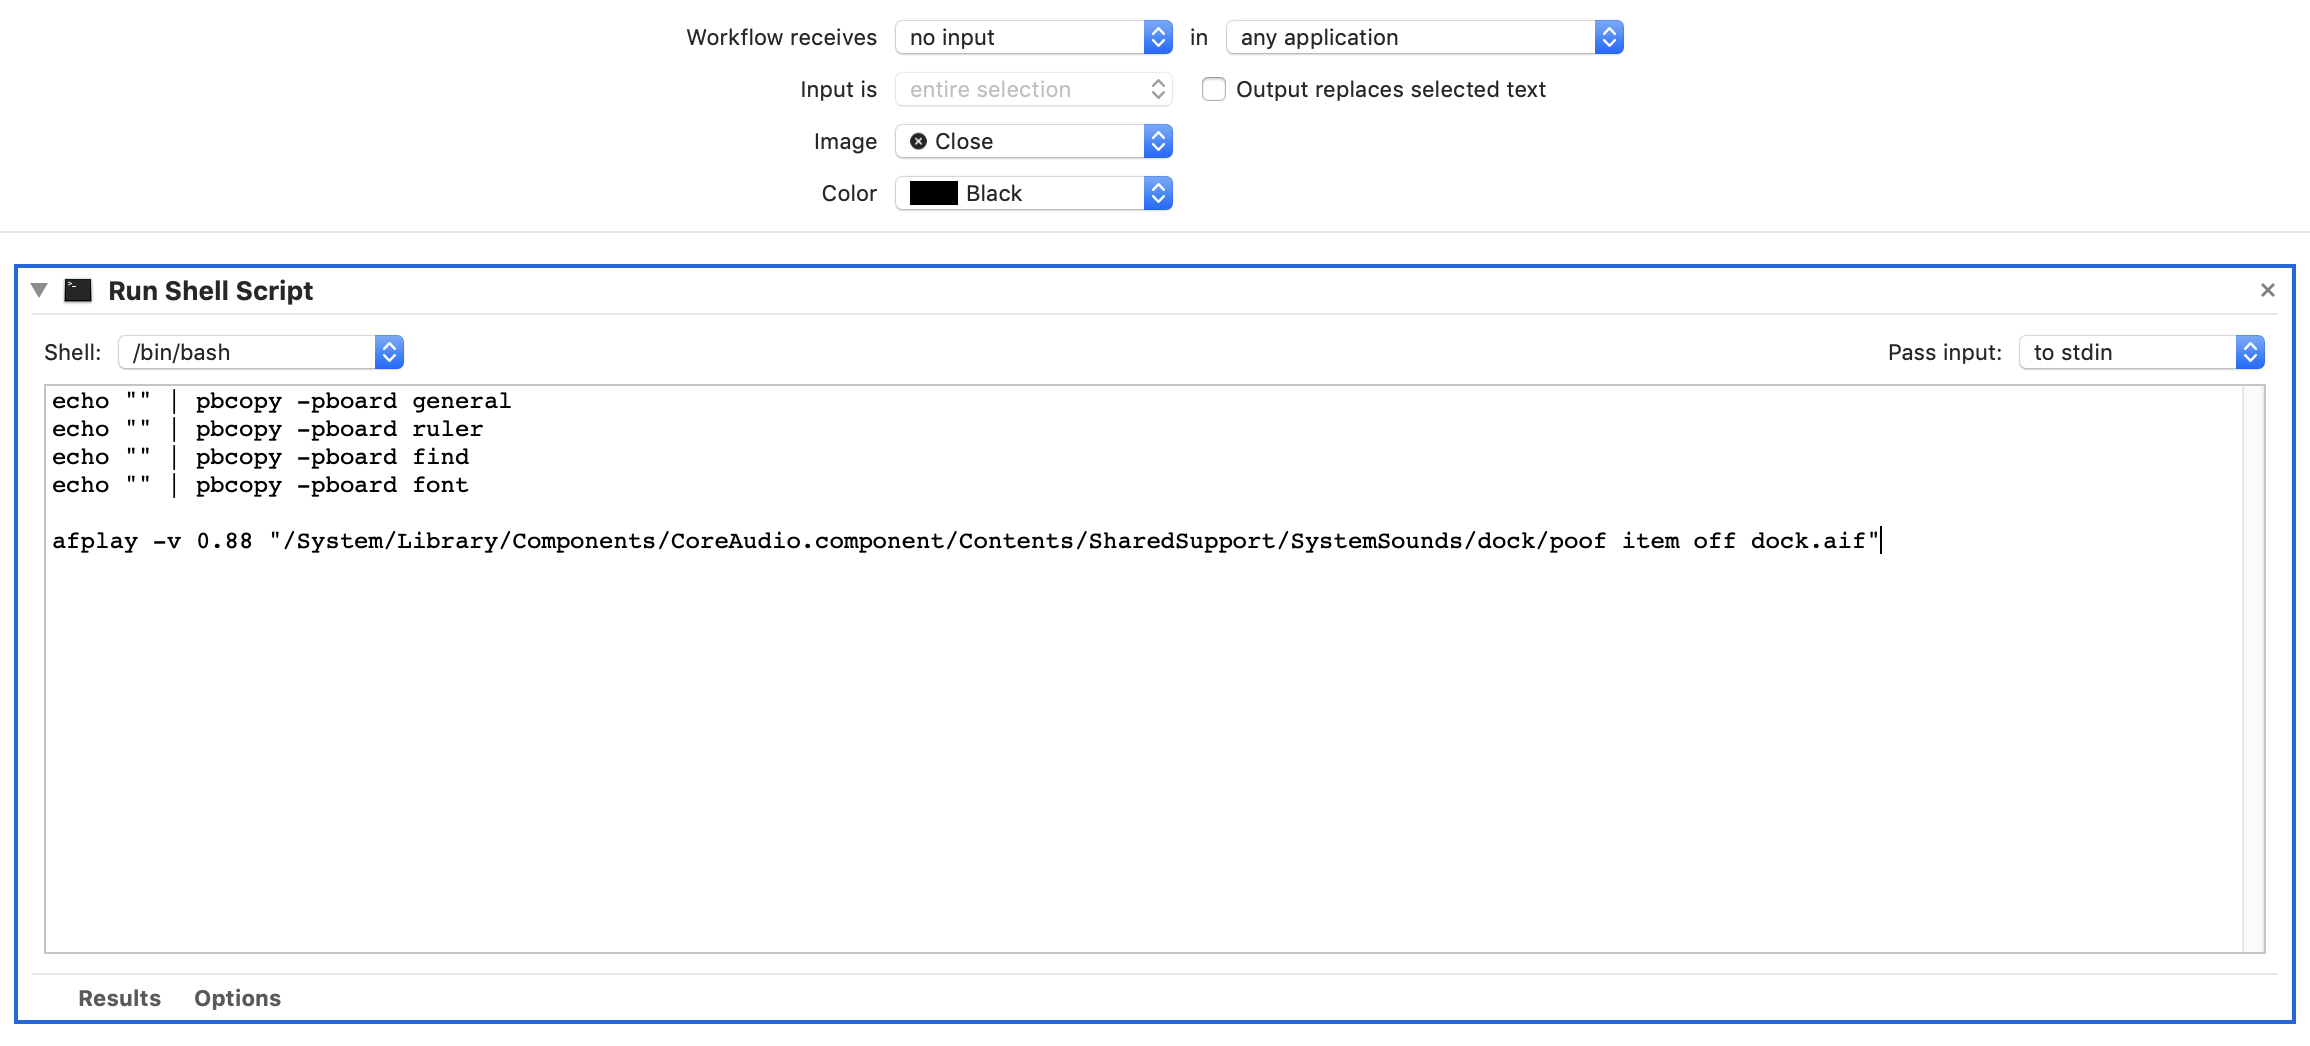 Workflow receives no input in any application
Input is entire selection Output replaces selected text
Image Close
Color Black
Run Shell Script
Shell: /bin/bash Pass input: to stdin
echo "" | pbcopy -pboard general
echo "" | pbcopy -pboard ruler
echo "" | pbcopy -pboard find
echo "" | pbcopy -pboard font
afplay -v 0.88 "/System/Library/Components/CoreAudio.component/Contents/SharedSupport/SystemSounds/dock/poof item off dock.aif"
Results Options